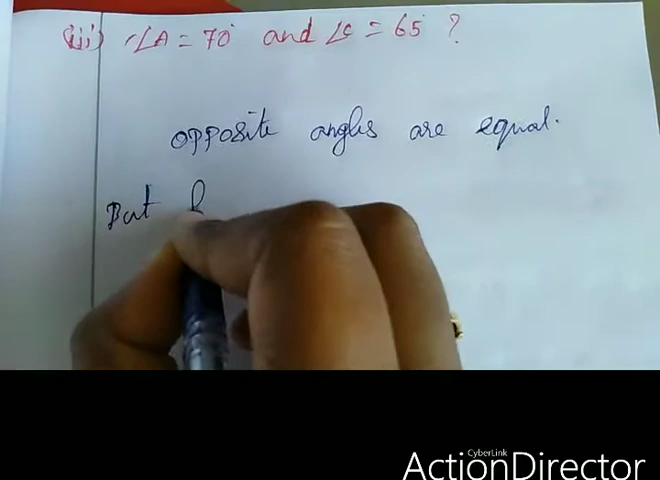 (iii) ∠A = 70° and ∠C = 65° ?
opposite angles are equal.
But
CyberLink
ActionDirector